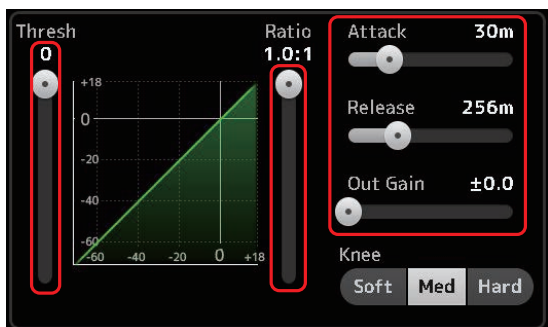 Thresh
0
Ratio
1.0:1
+18
0
-20
-40
-60
-60 -40 -20 0 +18
Attack 30m
Release 256m
Out Gain ±0.0
Knee
Soft Med Hard